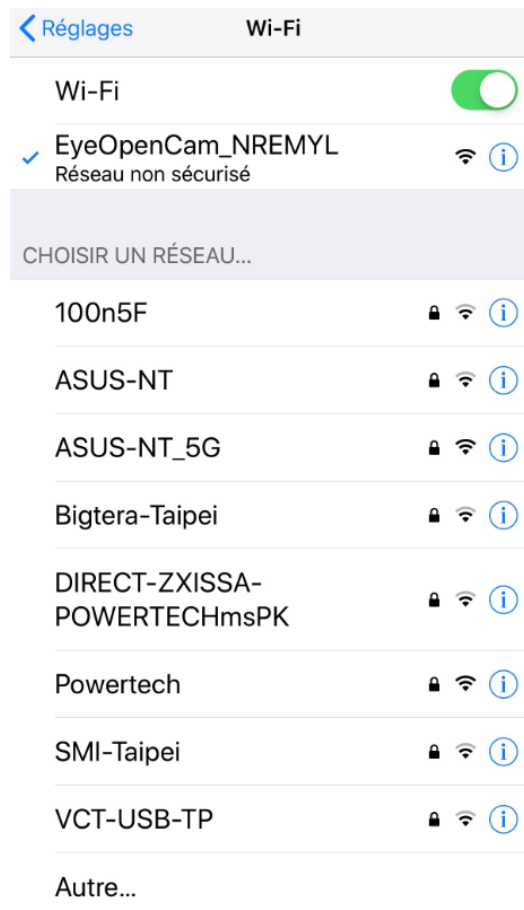 Réglages
Wi-Fi
Wi-Fi
EyeOpenCam_NREMYL
Réseau non sécurisé
CHOISIR UN RÉSEAU...
100n5F
ASUS-NT
ASUS-NT_5G
Bigtera-Taipei
DIRECT-ZXISSA-
POWERTECHmsPK
Powertech
SMI-Taipei
VCT-USB-TP
Autre...